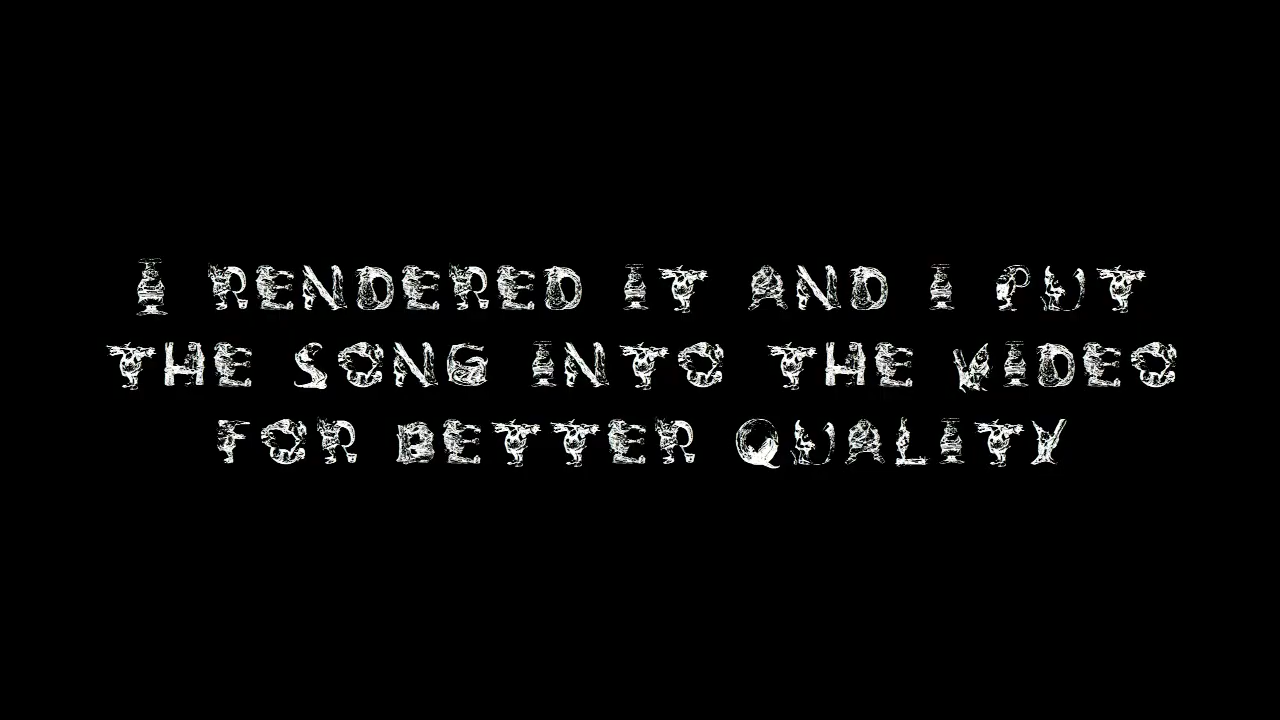 I RENDERED IT AND I PUT
THE SONG INTO THE VIDEO
FOR BETTER QUALITY